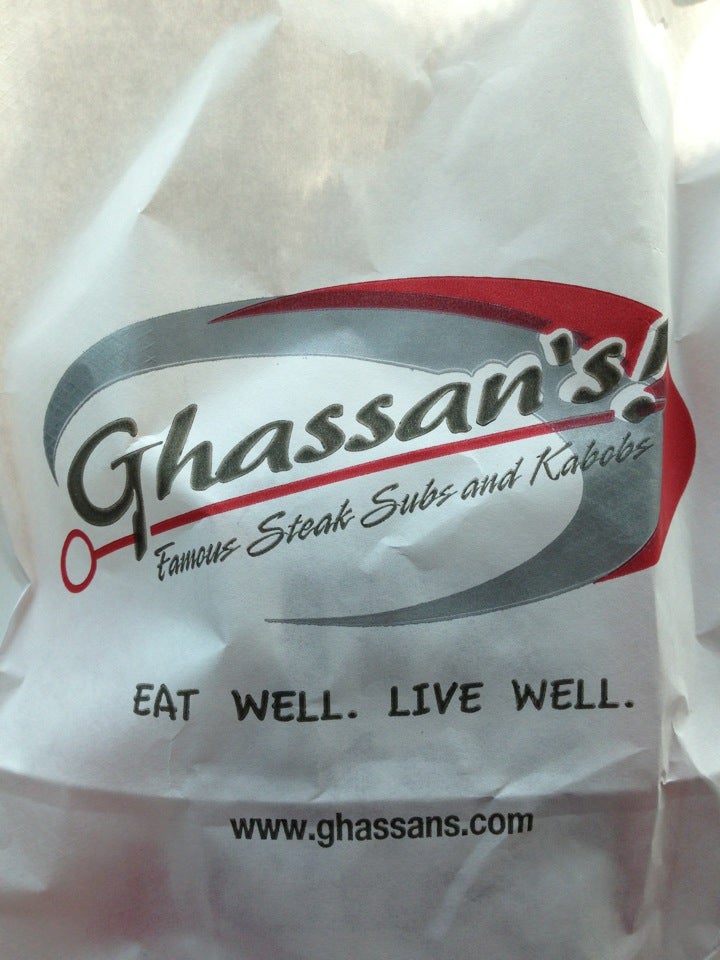 Ghassan's!
Famous Steak Subs and Kabobs
EAT WELL. LIVE WELL.
www.ghassans.com